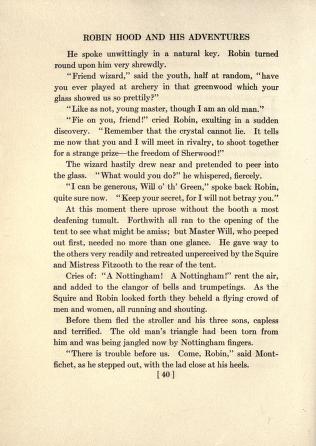 ROBIN HOOD AND HIS ADVENTURES
He spoke unwittingly in a natural key. Robin turned
round upon him very shrewdly.
"Friend wizard," said the youth, half at random, "have
you ever played at archery in that greenwood which your
glass showed us so prettily?"
"Like as not, young master, though I am an old man."
"Fie on you, friend!" cried Robin, exulting in a sudden
discovery. "Remember that the crystal cannot lie. It tells
me now that you and I will meet in rivalry, to shoot together
for a strange prize—the freedom of Sherwood!"
The wizard hastily drew near and pretended to peer into
the glass. "What would you do?" he whispered, fiercely.
"I can be generous, Will o' th' Green," spoke back Robin,
quite sure now. "Keep your secret, for I will not betray you."
At this moment there uprose without the booth a most
deafening tumult. Forthwith all ran to the opening of the
tent to see what might be amiss; but Master Will, who peeped
out first, needed no more than one glance. He gave way to
the others very readily and retreated unperceived by the Squire
and Mistress Fitzooth to the rear of the tent.
Cries of: "A Nottingham! A Nottingham!" rent the air,
and added to the clangor of bells and trumpetings. As the
Squire and Robin looked forth they beheld a flying crowd of
men and women, all running and shouting.
Before them fled the stroller and his three sons, capless
and terrified. The old man's triangle had been torn from
him and was being jangled now by Nottingham fingers.
"There is trouble before us. Come, Robin," said Mont-
fichet, as he stepped out, with the lad close at his heels.
[ 40 ]